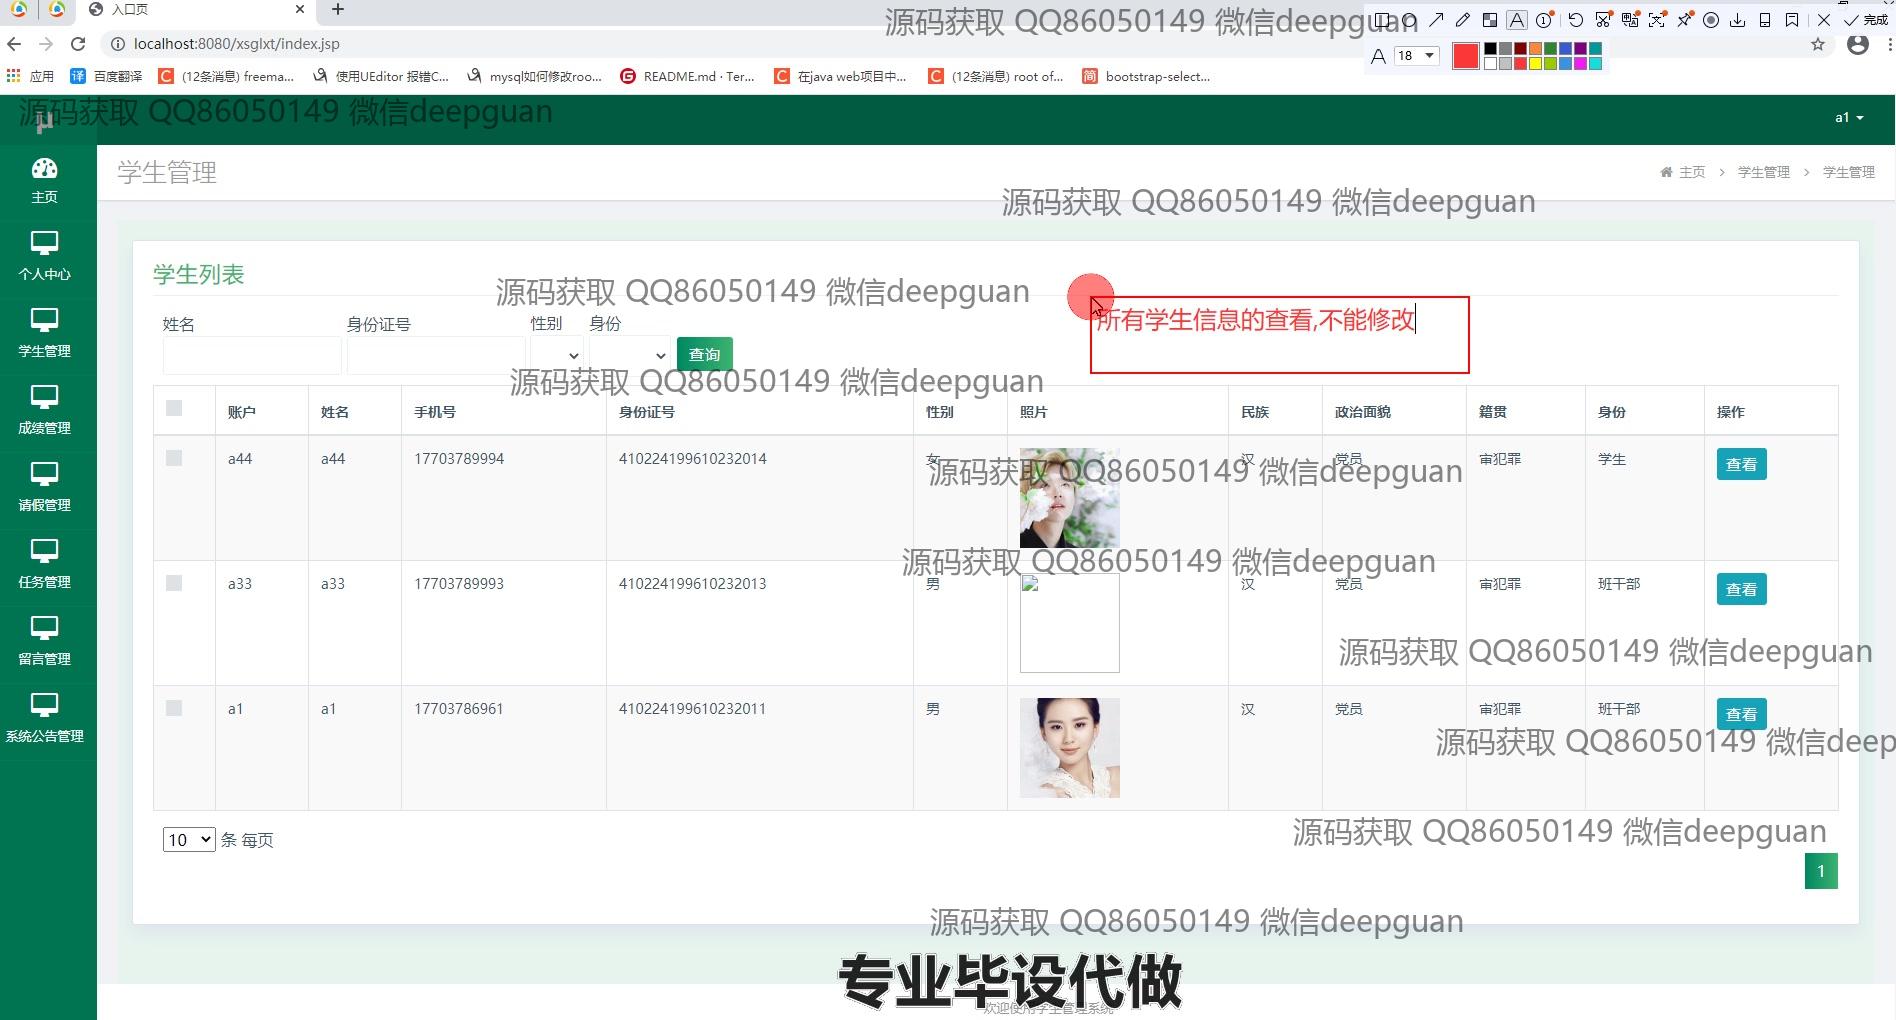 入口页
源码获取 QQ86050149 微信deepguan
完成
localhost:8080/xsglxt/index.jsp
18
应用
百度翻译
(12条消息) freema...
使用UEditor 报错C...
mysql如何修改roo...
README.md · Ter...
在java web项目中...
(12条消息) root of...
bootstrap-select...
源码获取 QQ86050149 微信deepguan
μ
a1
主页
个人中心
学生管理
成绩管理
请假管理
任务管理
留言管理
系统公告管理
学生管理
主页 > 学生管理 > 学生管理
源码获取 QQ86050149 微信deepguan
学生列表
源码获取 QQ86050149 微信deepguan
所有学生信息的查看,不能修改
姓名 身份证号 性别 身份
查询
源码获取 QQ86050149 微信deepguan
账户 姓名 手机号 身份证号 性别 照片 民族 政治面貌 籍贯 身份 操作
a44 a44 17703789994 410224199610232014 女 汉 党员 审犯罪 学生 查看
源码获取 QQ86050149 微信deepguan
源码获取 QQ86050149 微信deepguan
a33 a33 17703789993 410224199610232013 男 汉 党员 审犯罪 班干部 查看
源码获取 QQ86050149 微信deepguan
a1 a1 17703786961 410224199610232011 男 汉 党员 审犯罪 班干部 查看
源码获取 QQ86050149 微信deep
10 条 每页
源码获取 QQ86050149 微信deepguan
1
源码获取 QQ86050149 微信deepguan
专业毕设代做
欢迎使用学生管理系统